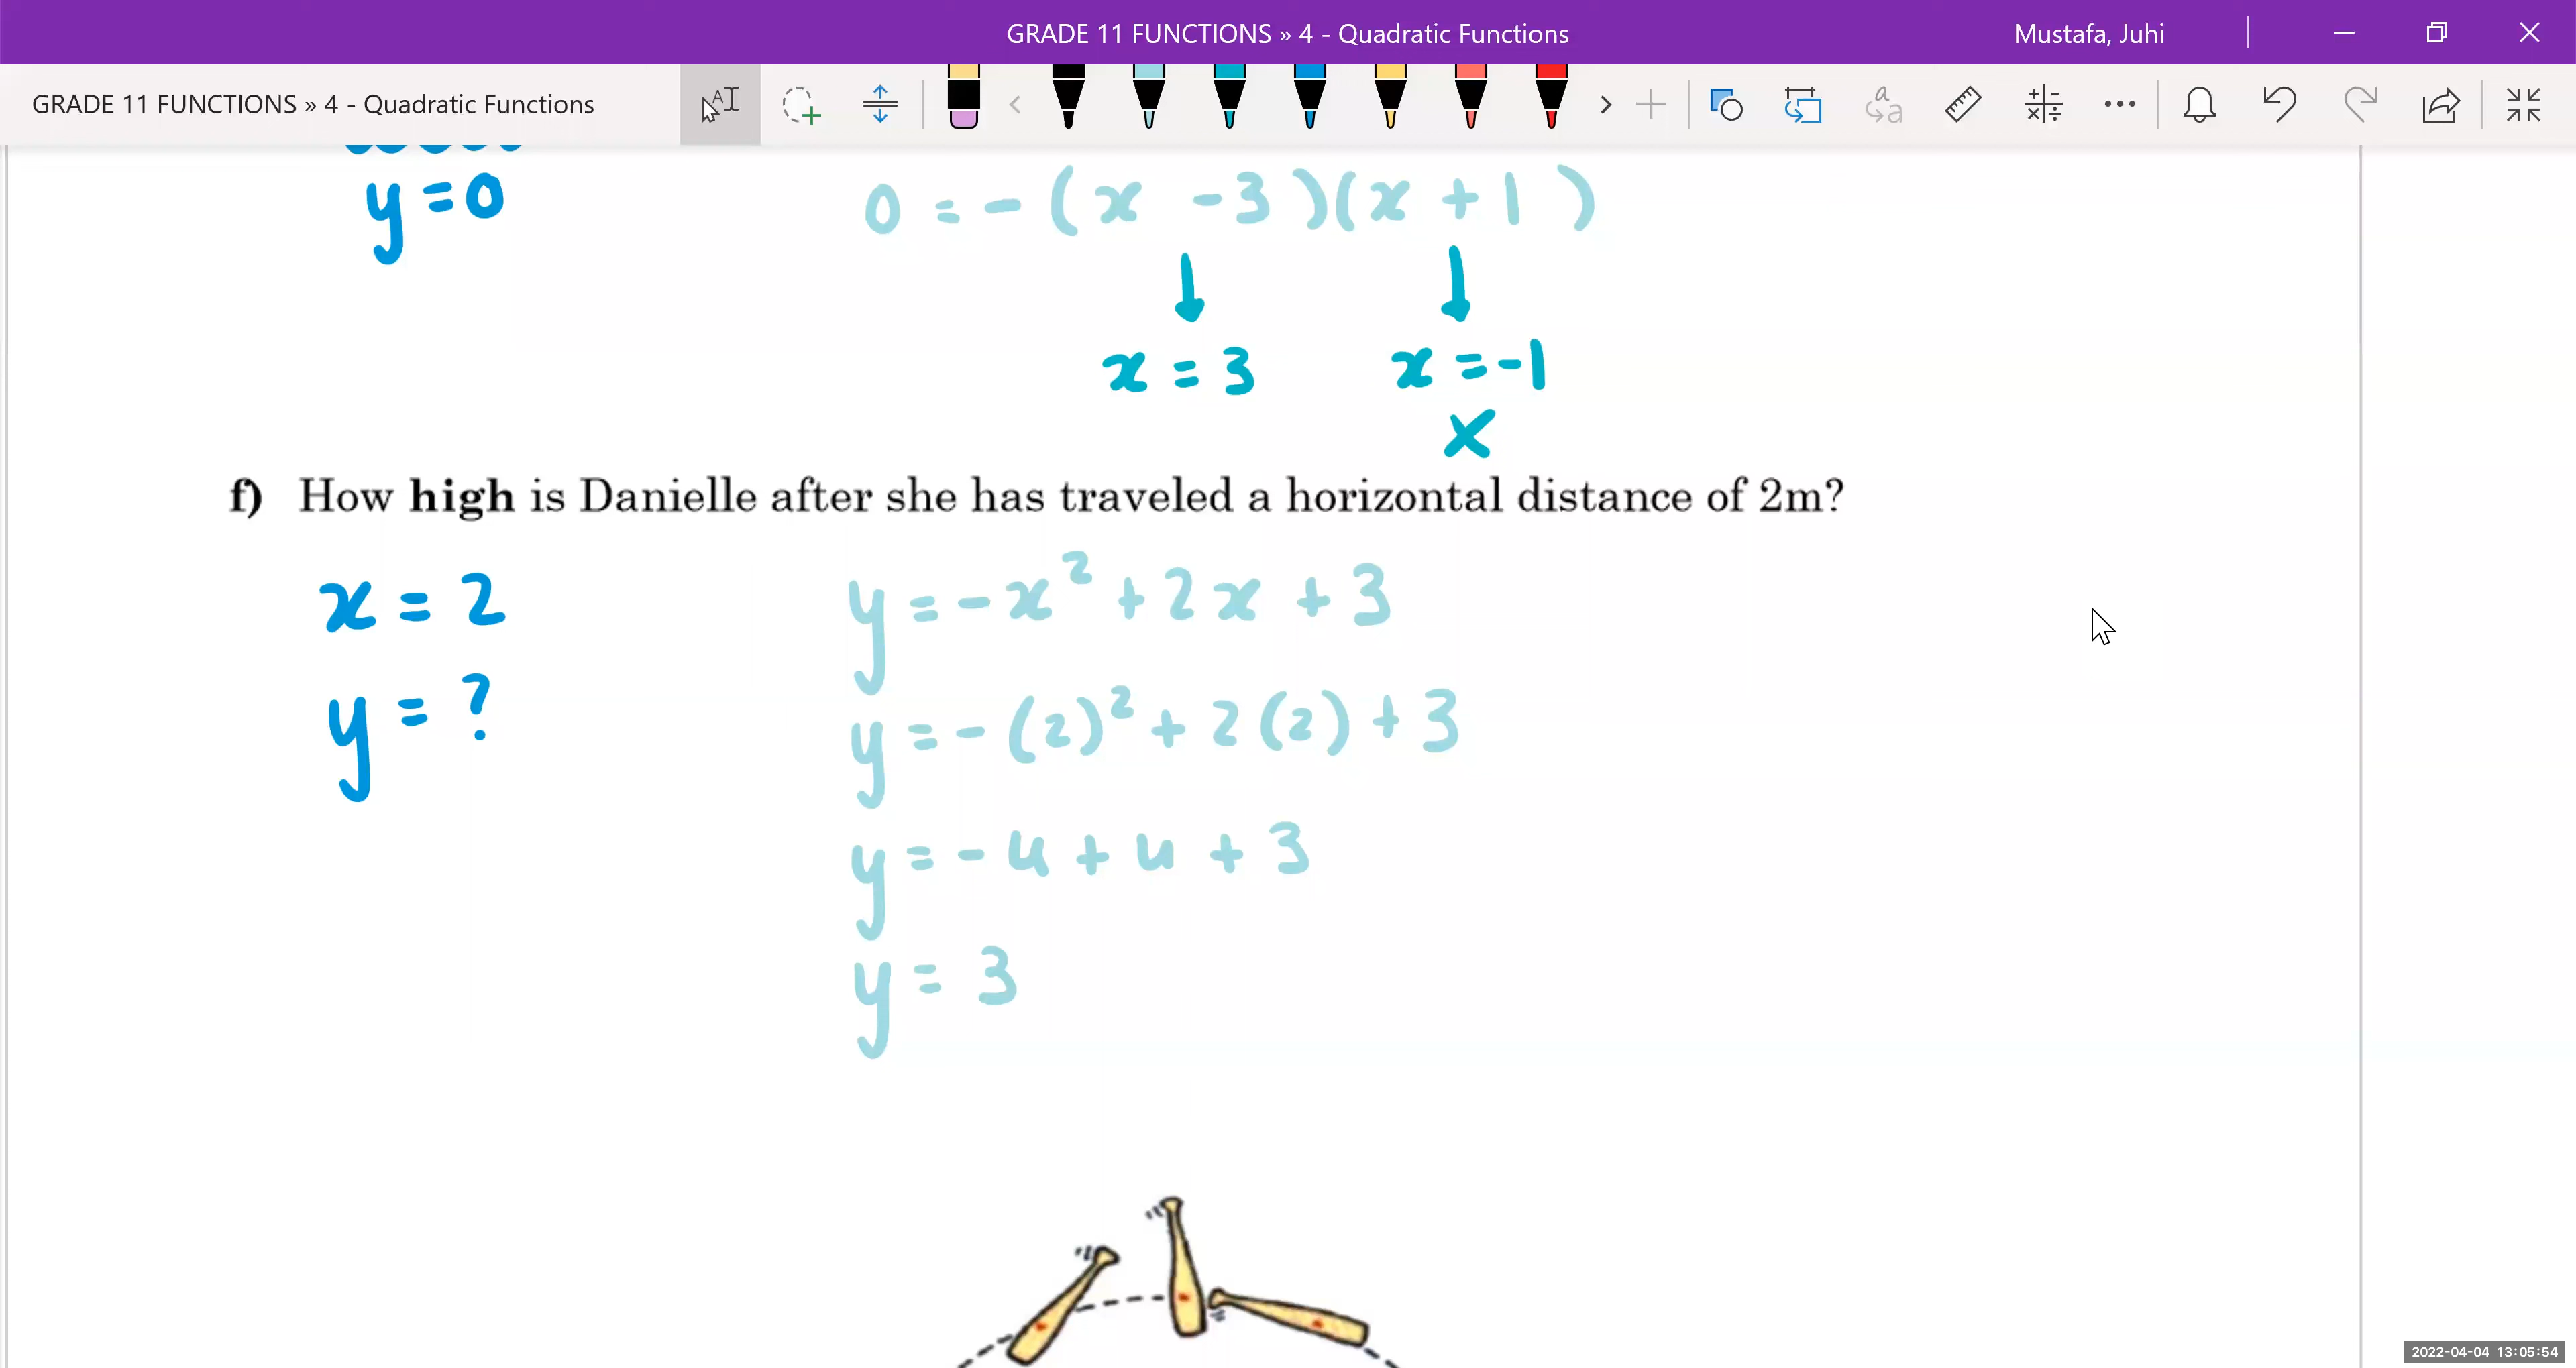 GRADE 11 FUNCTIONS » 4 - Quadratic Functions
Mustafa, Juhi
GRADE 11 FUNCTIONS » 4 - Quadratic Functions
y = 0
0 = - (x - 3)(x + 1)
x = 3
x = -1
x
f) How high is Danielle after she has traveled a horizontal distance of 2m?
x = 2
y = ?
y = -x² + 2x + 3
y = -(2)² + 2(2) + 3
y = -4 + 4 + 3
y = 3
2022-04-04 13:05:54